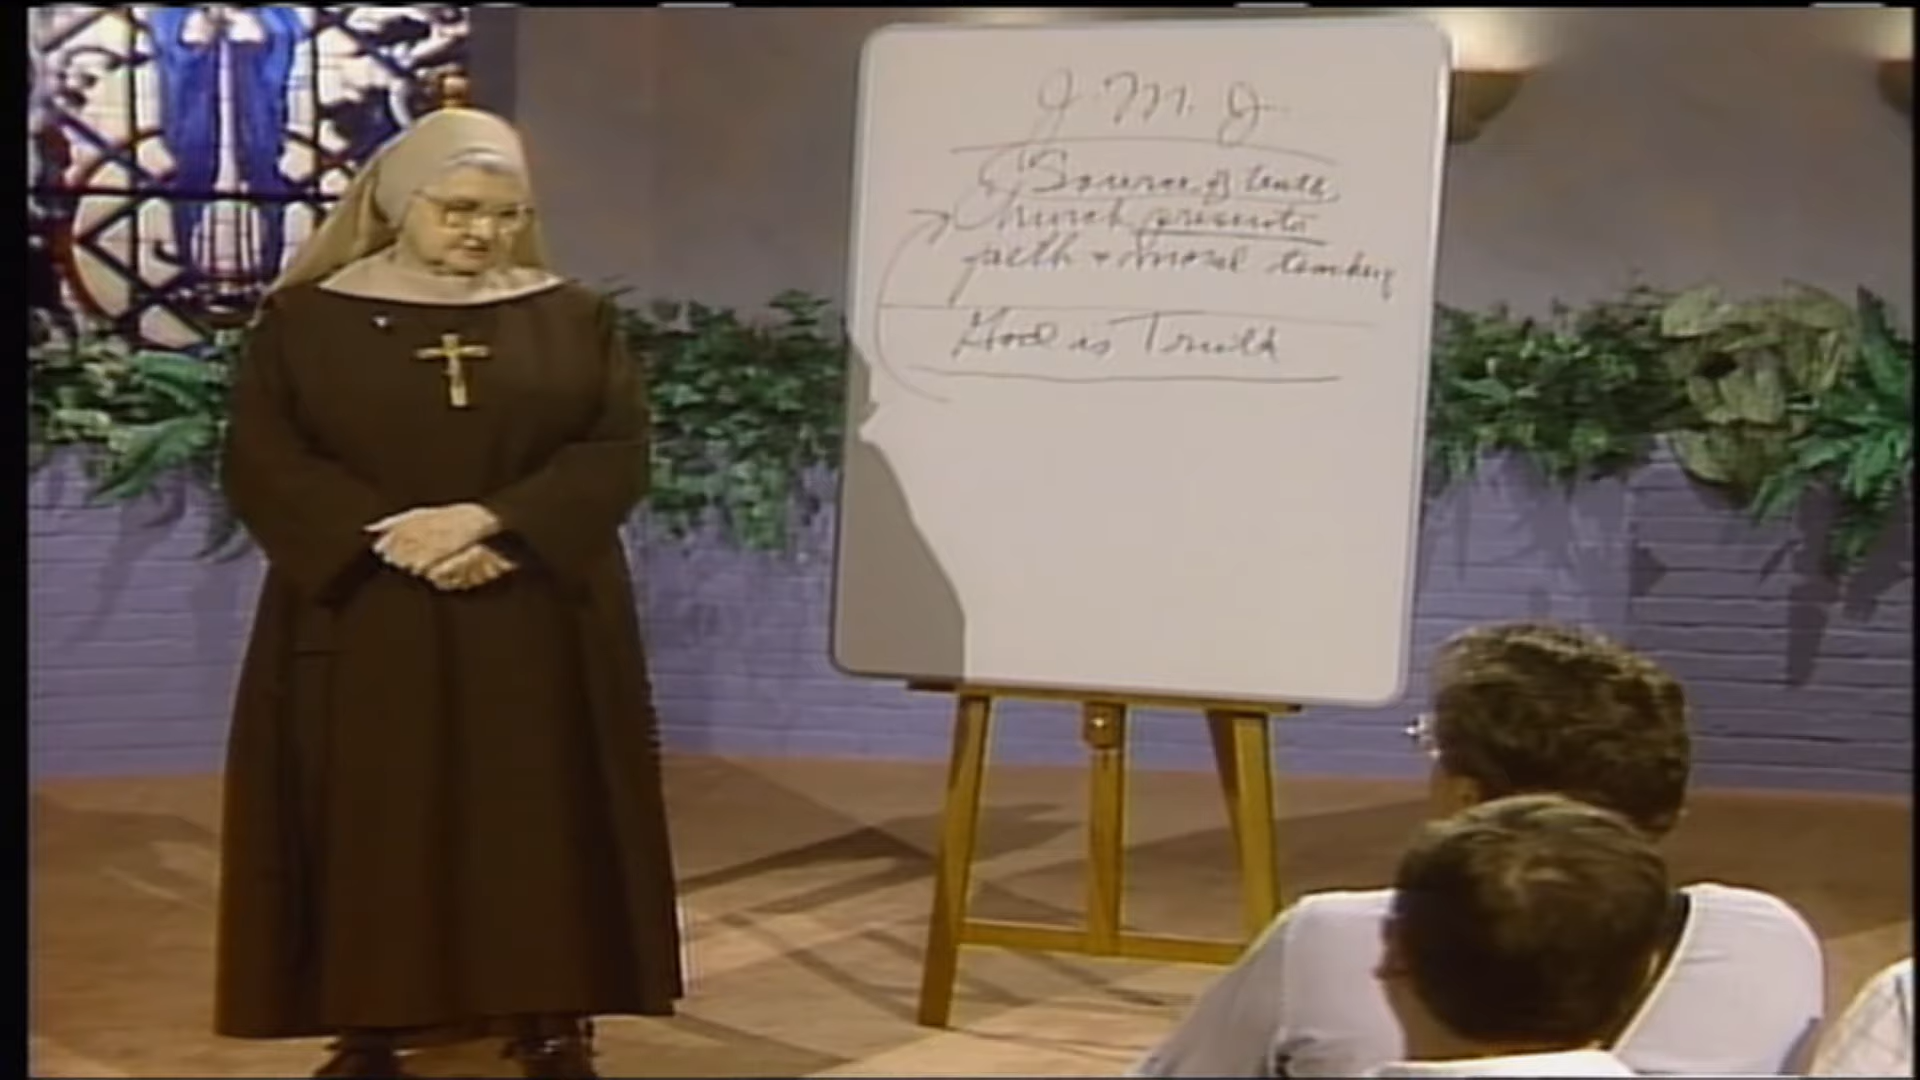 J. M. J.
Source of truth
Church presents
faith + moral teaching
God is Truth